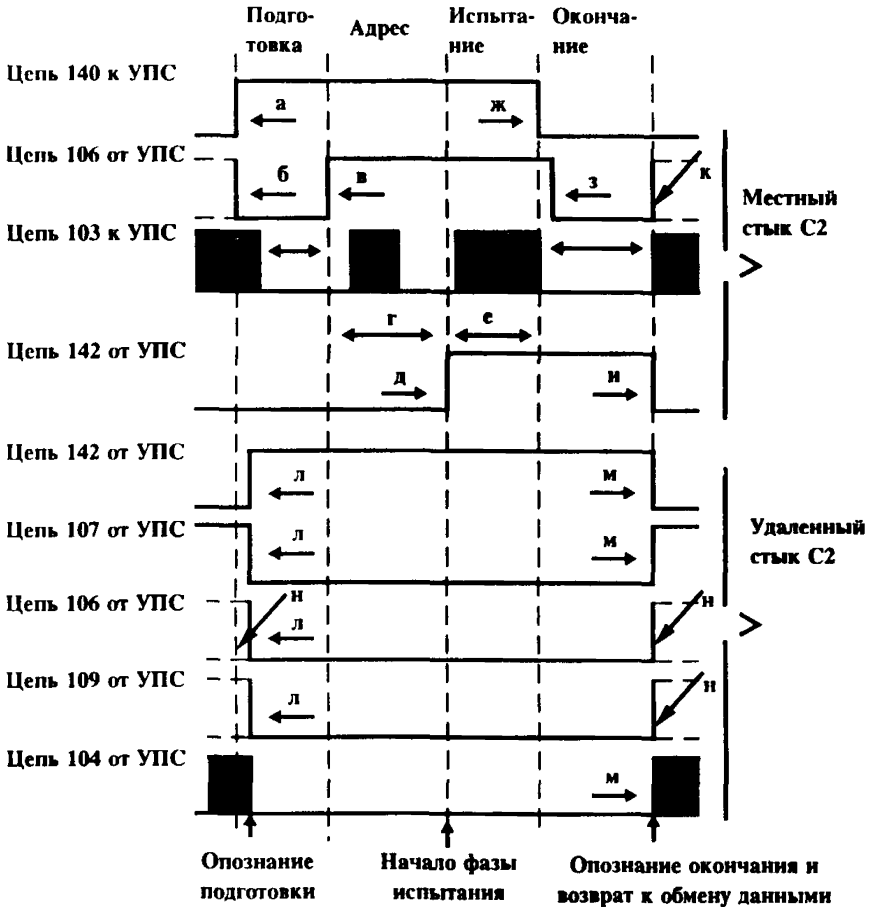 Подго-
товка
Адрес
Испыта-
ние
Оконча-
ние
Цепь 140 к УПС
а
ж
Цепь 106 от УПС
б
в
з
к
Цепь 103 к УПС
Местный
стык С2
г
е
Цепь 142 от УПС
д
и
Цепь 142 от УПС
л
м
Цепь 107 от УПС
л
м
Удаленный
стык С2
Цепь 106 от УПС
н
л
н
Цепь 109 от УПС
л
н
Цепь 104 от УПС
м
Опознание
подготовки
Начало фазы
испытания
Опознание окончания и
возврат к обмену данными